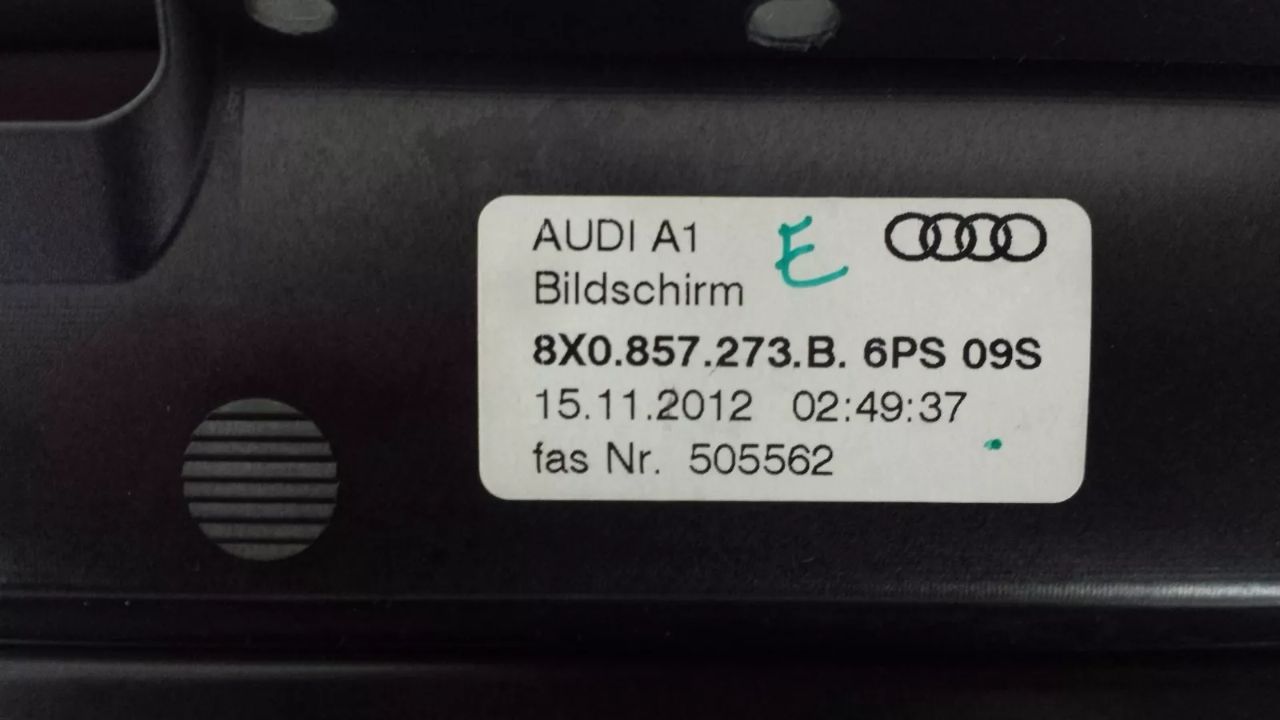 AUDI A1 E
Bildschirm
8X0.857.273.B. 6PS 09S
15.11.2012 02:49:37
fas Nr. 505562